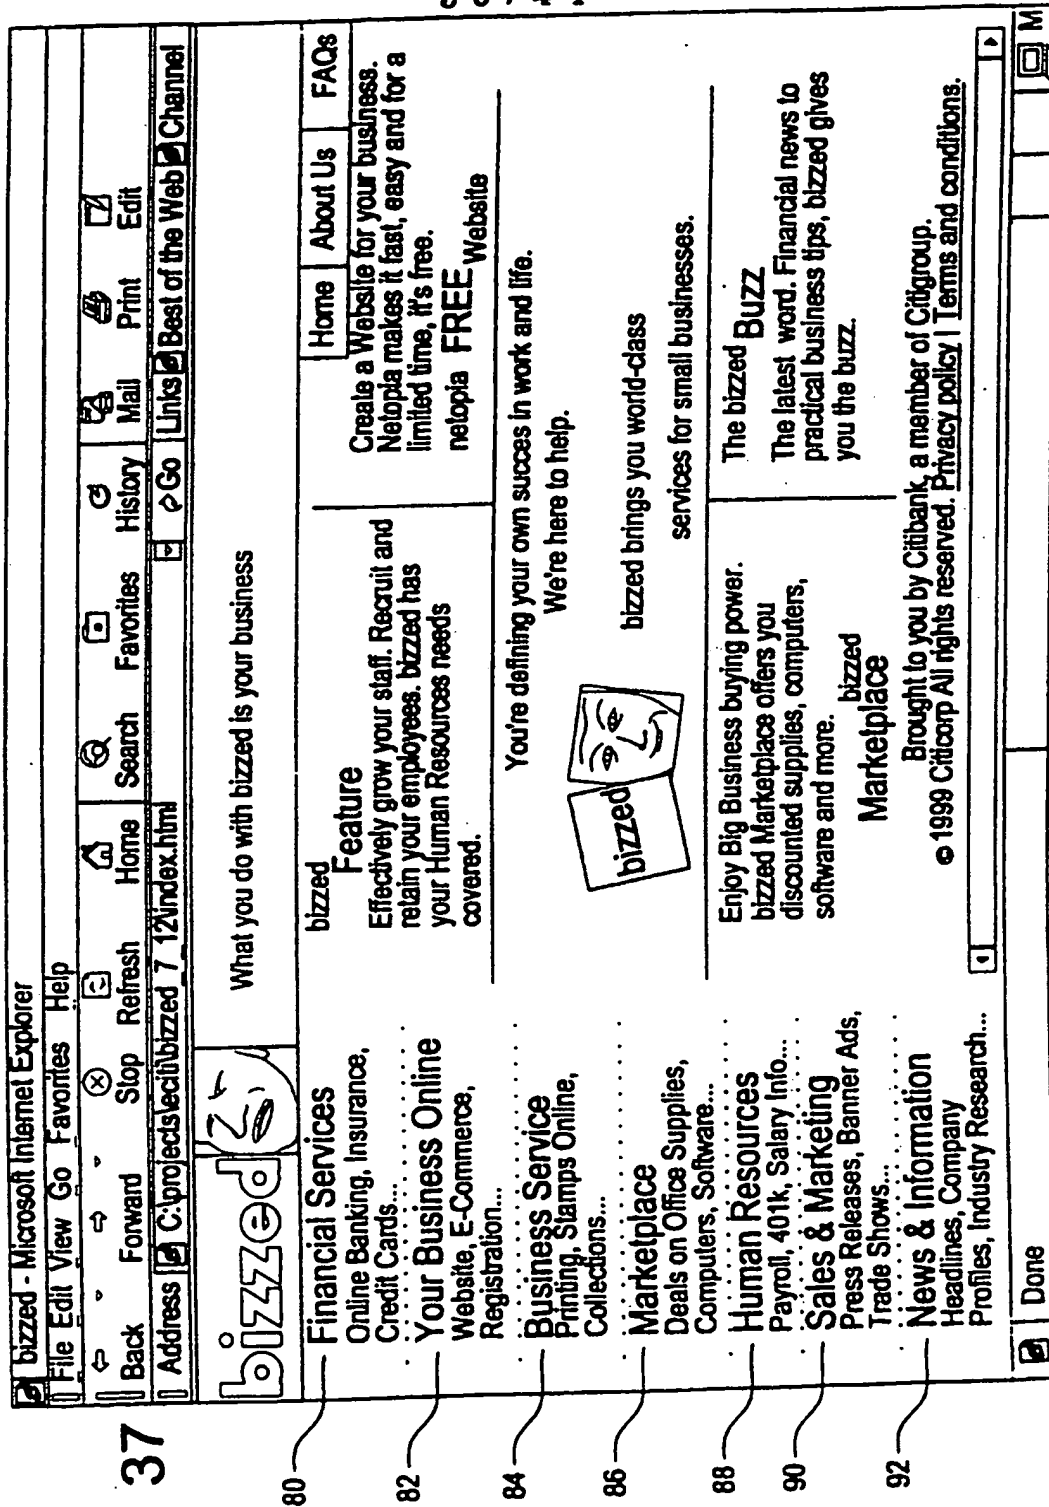 bizzed - Microsoft Internet Explorer
File Edit View Go Favorites Help
Back Forward Stop Refresh Home Search Favorites History Mail Print Edit
Address C:\projects\eciti\bizzed_7_12\index.html Go Links Best of the Web Channel
37
bizzed
What you do with bizzed is your business
Home About Us FAQs
80
Financial Services
Online Banking, Insurance,
Credit Cards...
82
Your Business Online
Website, E-Commerce,
Registration...
84
Business Service
Printing, Stamps Online,
Collections...
86
Marketplace
Deals on Office Supplies,
Computers, Software...
88
Human Resources
Payroll, 401k, Salary Info...
90
Sales & Marketing
Press Releases, Banner Ads,
Trade Shows...
92
News & Information
Headlines, Company
Profiles, Industry Research...
bizzed
Feature
Effectively grow your staff. Recruit and
retain your employees. bizzed has
your Human Resources needs
covered.
Create a Website for your business.
Netopia makes it fast, easy and for a
limited time, it's free.
netopia FREE Website
You're defining your own succes in work and life.
We're here to help.
bizzed
bizzed brings you world-class
services for small businesses.
Enjoy Big Business buying power.
bizzed Marketplace offers you
discounted supplies, computers,
software and more.
bizzed
Marketplace
The bizzed Buzz
The latest word. Financial news to
practical business tips, bizzed gives
you the buzz.
Brought to you by Citibank, a member of Citigroup.
© 1999 Citicorp All rights reserved. Privacy policy | Terms and conditions.
Done
M